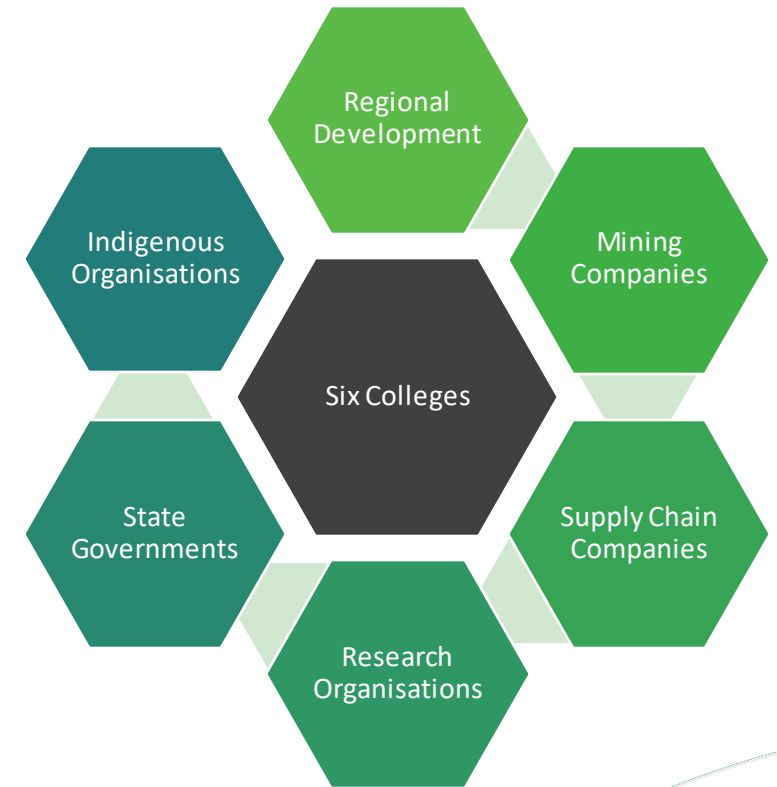 Regional
Development
Indigenous
Organisations
Mining
Companies
Six Colleges
State
Governments
Supply Chain
Companies
Research
Organisations